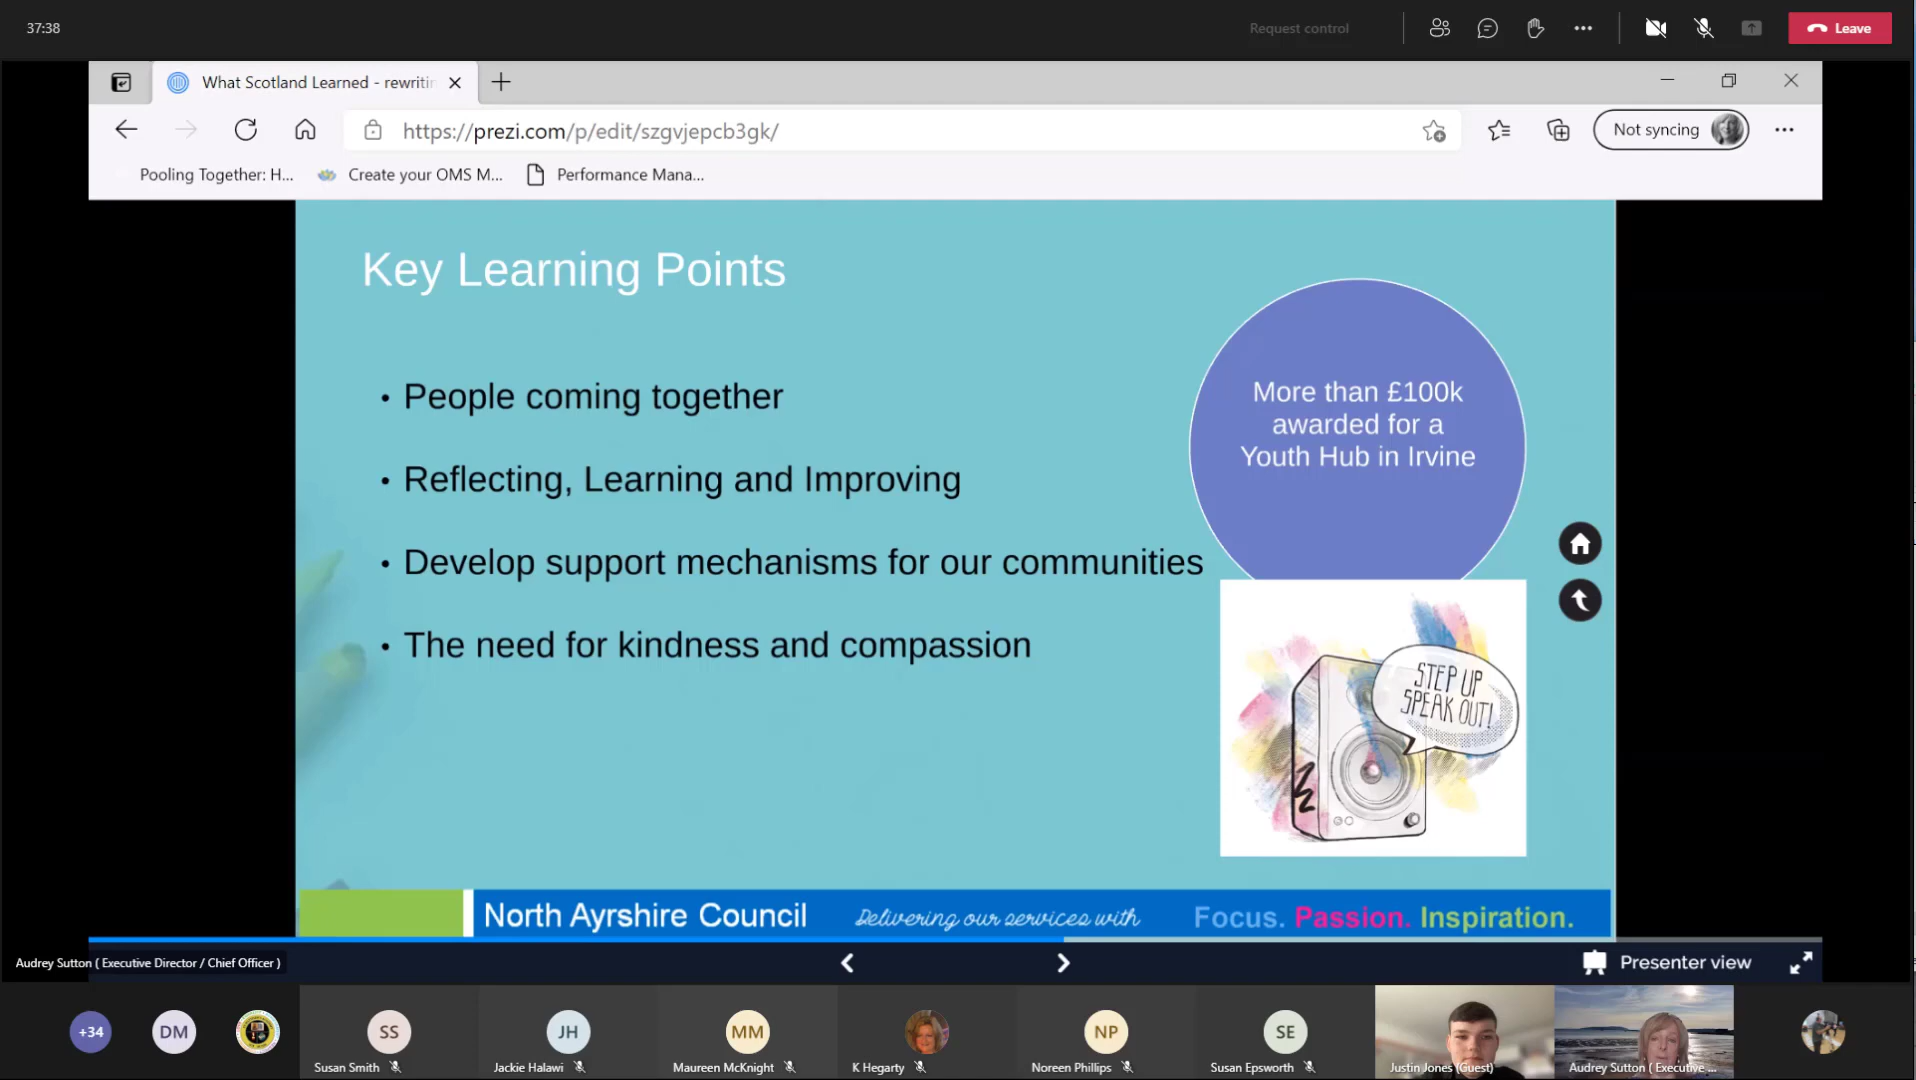 37:38
Request control
Leave
What Scotland Learned - rewritin
https://prezi.com/p/edit/szgvjepcb3gk/
Not syncing
Pooling Together: H...
Create your OMS M...
Performance Mana...
Key Learning Points
• People coming together
• Reflecting, Learning and Improving
• Develop support mechanisms for our communities
• The need for kindness and compassion
More than £100k
awarded for a
Youth Hub in Irvine
STEP UP
SPEAK OUT!
North Ayrshire Council
Delivering our services with
Focus. Passion. Inspiration.
Audrey Sutton ( Executive Director / Chief Officer )
Presenter view
+34
DM
SS
Susan Smith
JH
Jackie Halawi
MM
Maureen McKnight
K Hegarty
NP
Noreen Phillips
SE
Susan Epsworth
Justin Jones (Guest)
Audrey Sutton ( Executive ...